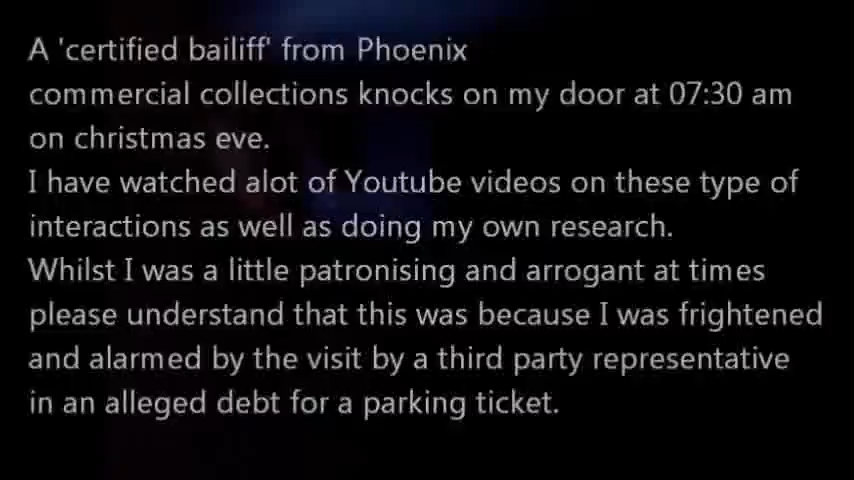 A 'certified bailiff' from Phoenix
commercial collections knocks on my door at 07:30 am
on christmas eve.
I have watched alot of Youtube videos on these type of
interactions as well as doing my own research.
Whilst I was a little patronising and arrogant at times
please understand that this was because I was frightened
and alarmed by the visit by a third party representative
in an alleged debt for a parking ticket.